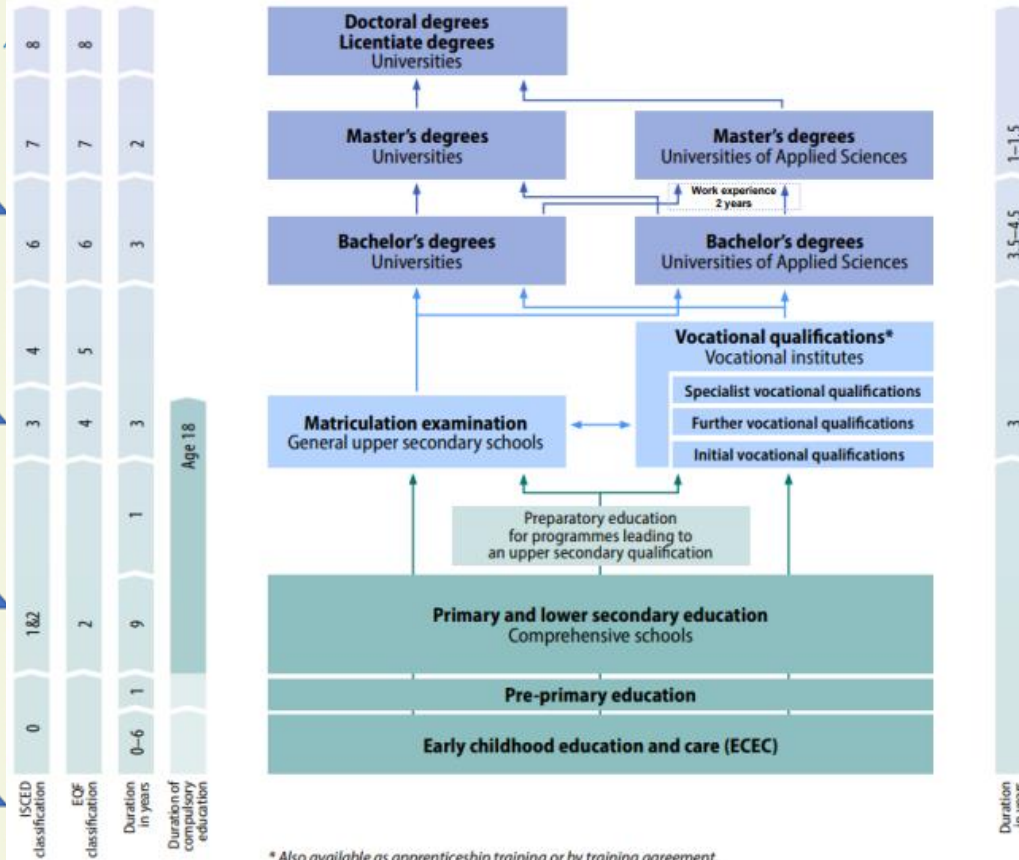 Doctoral degrees
Licentiate degrees
Universities
Master's degrees
Universities
Master's degrees
Universities of Applied Sciences
Work experience
2 years
Bachelor's degrees
Universities
Bachelor's degrees
Universities of Applied Sciences
Vocational qualifications*
Vocational institutes
Specialist vocational qualifications
Further vocational qualifications
Initial vocational qualifications
Matriculation examination
General upper secondary schools
Preparatory education
for programmes leading to
an upper secondary qualification
Primary and lower secondary education
Comprehensive schools
Pre-primary education
Early childhood education and care (ECEC)
8
7
6
4
3
1&2
0
ISCED
classification
8
7
6
5
4
2
EQF
classification
2
3
3
1
9
1
0–6
Duration
in years
Age 18
Duration of
compulsory
education
1–1.5
3.5–4.5
3
Duration
in years
* Also available as apprenticeship training or by training agreement